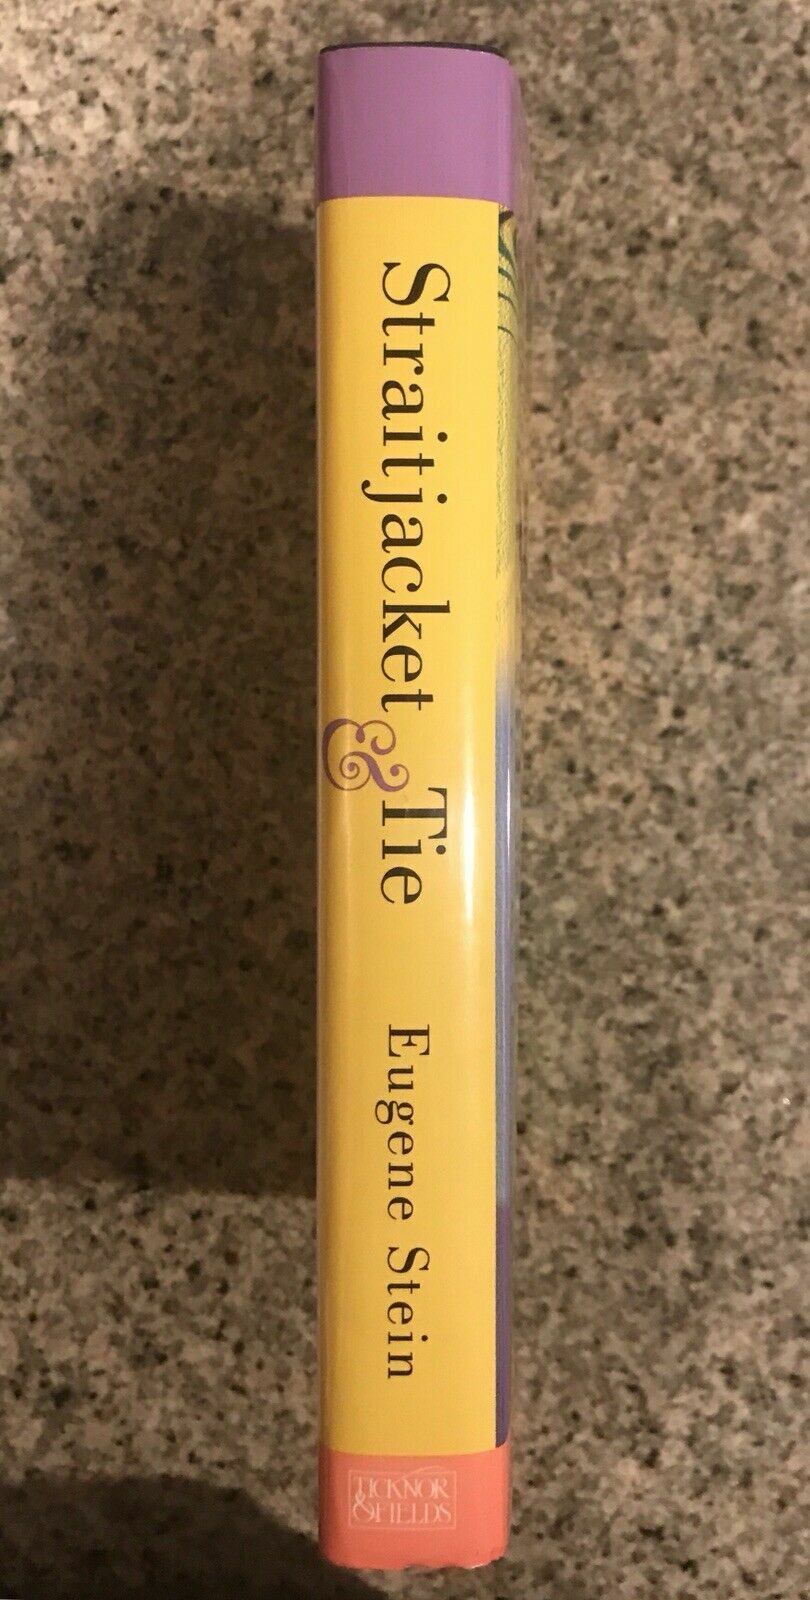 Straitjacket & Tie
Eugene Stein
TICKNOR
& FIELDS